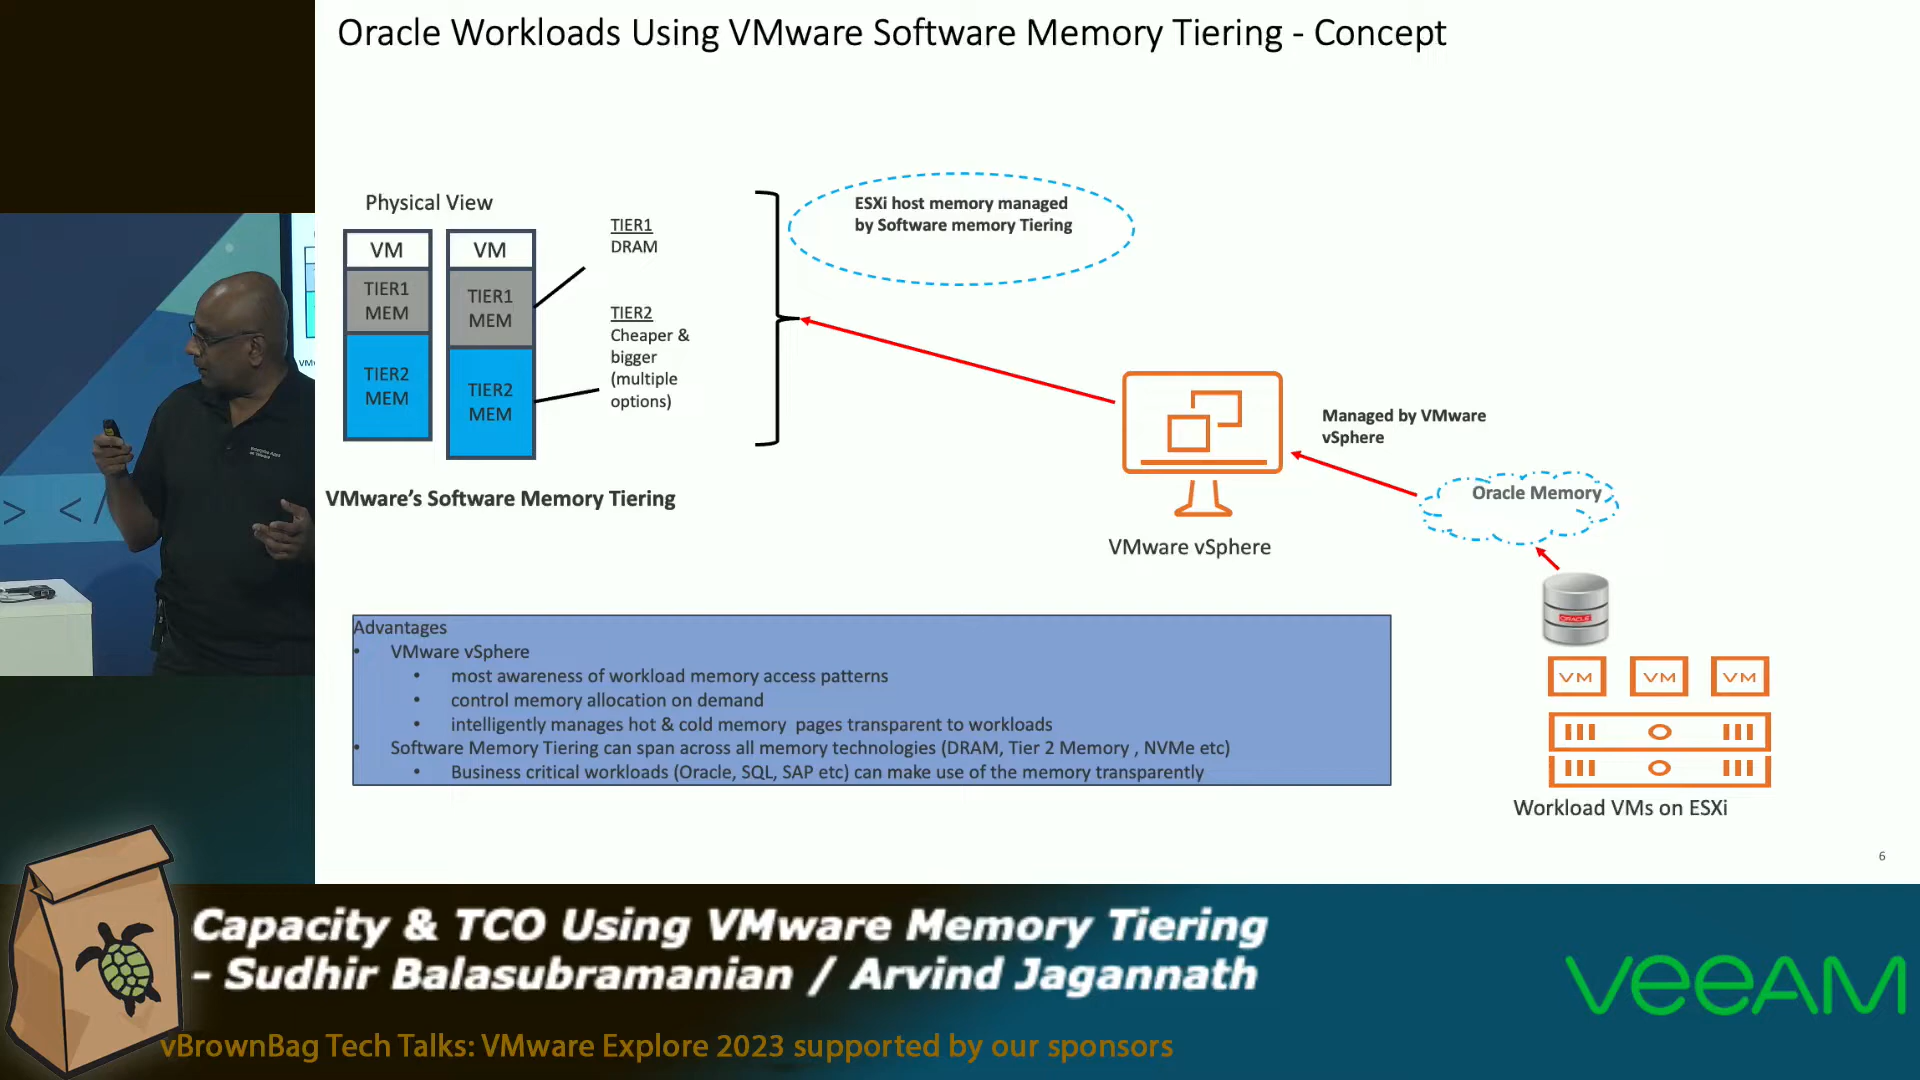 Oracle Workloads Using VMware Software Memory Tiering - Concept
Physical View
VM
TIER1
MEM
TIER2
MEM
VM
TIER1
MEM
TIER2
MEM
TIER1
DRAM
TIER2
Cheaper &
bigger
(multiple
options)
VMware’s Software Memory Tiering
ESXi host memory managed
by Software memory Tiering
VMware vSphere
Managed by VMware
vSphere
Oracle Memory
ORACLE
VM
VM
VM
Workload VMs on ESXi
Advantages
• VMware vSphere
• most awareness of workload memory access patterns
• control memory allocation on demand
• intelligently manages hot & cold memory pages transparent to workloads
• Software Memory Tiering can span across all memory technologies (DRAM, Tier 2 Memory , NVMe etc)
• Business critical workloads (Oracle, SQL, SAP etc) can make use of the memory transparently
6
> </
Capacity & TCO Using VMware Memory Tiering
- Sudhir Balasubramanian / Arvind Jagannath
vBrownBag Tech Talks: VMware Explore 2023 supported by our sponsors
veeAM